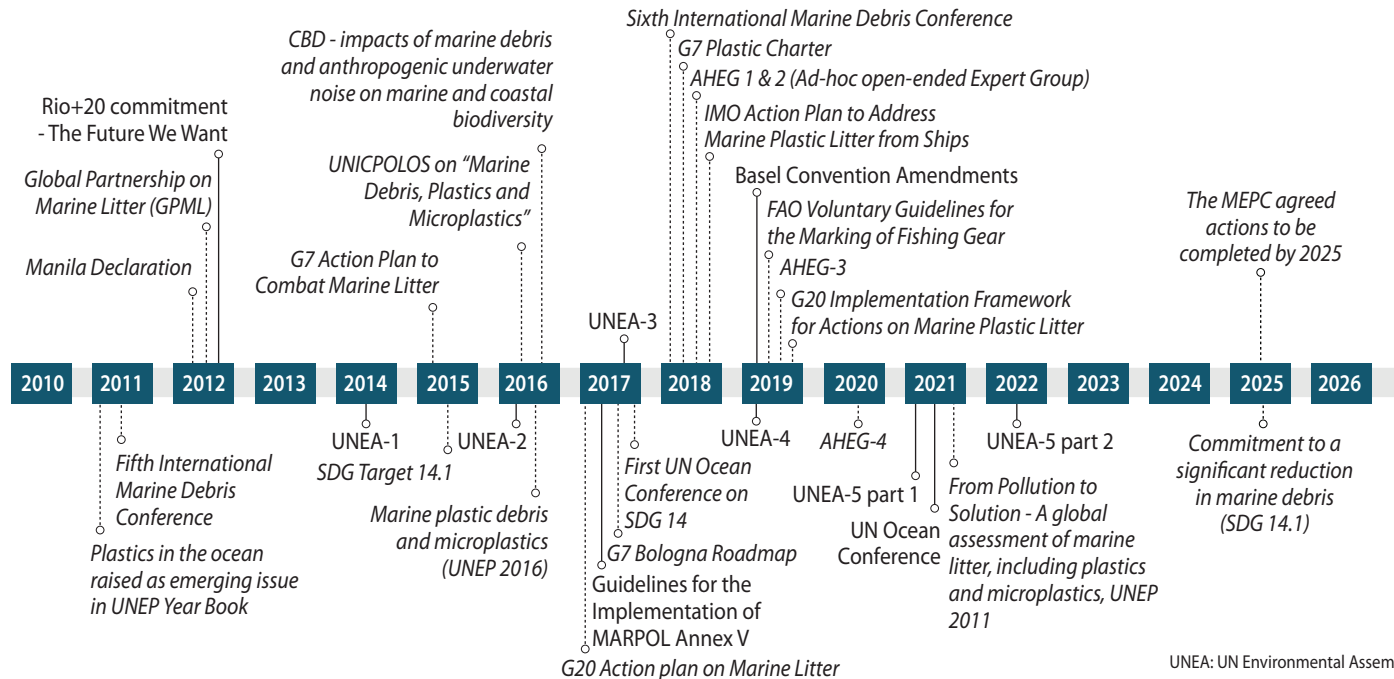 Sixth International Marine Debris Conference
CBD - impacts of marine debris
and anthropogenic underwater
noise on marine and coastal
biodiversity
G7 Plastic Charter
AHEG 1 & 2 (Ad-hoc open-ended Expert Group)
Rio+20 commitment
- The Future We Want
IMO Action Plan to Address
Marine Plastic Litter from Ships
UNICPOLOS on “Marine
Debris, Plastics and
Microplastics”
Global Partnership on
Marine Litter (GPML)
Basel Convention Amendments
FAO Voluntary Guidelines for
the Marking of Fishing Gear
The MEPC agreed
actions to be
completed by 2025
Manila Declaration
G7 Action Plan to
Combat Marine Litter
AHEG-3
G20 Implementation Framework
for Actions on Marine Plastic Litter
UNEA-3
2010 2011 2012 2013 2014 2015 2016 2017 2018 2019 2020 2021 2022 2023 2024 2025 2026
Fifth International
Marine Debris
Conference
Plastics in the ocean
raised as emerging issue
in UNEP Year Book
UNEA-1
SDG Target 14.1
UNEA-2
Marine plastic debris
and microplastics
(UNEP 2016)
First UN Ocean
Conference on
SDG 14
G7 Bologna Roadmap
Guidelines for the
Implementation of
MARPOL Annex V
G20 Action plan on Marine Litter
UNEA-4
AHEG-4
UNEA-5 part 1
UN Ocean
Conference
From Pollution to
Solution - A global
assessment of marine
litter, including plastics
and microplastics, UNEP
2011
UNEA-5 part 2
Commitment to a
significant reduction
in marine debris
(SDG 14.1)
UNEA: UN Environmental Assem